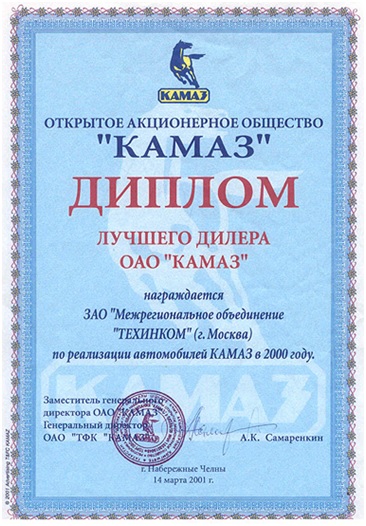 КАМАЗ
ОТКРЫТОЕ АКЦИОНЕРНОЕ ОБЩЕСТВО
"КАМАЗ"
ДИПЛОМ
ЛУЧШЕГО ДИЛЕРА
ОАО "КАМАЗ"
награждается
ЗАО "Межрегиональное объединение
"ТЕХИНКОМ" (г. Москва)
по реализации автомобилей КАМАЗ в 2000 году.
КАМАЗ
Заместитель генерального
директора ОАО "КАМАЗ
Генеральный директор
ОАО "ТФК "КАМАЗ"
А.К. Самаренкин
г. Набережные Челны
14 марта 2001 г.